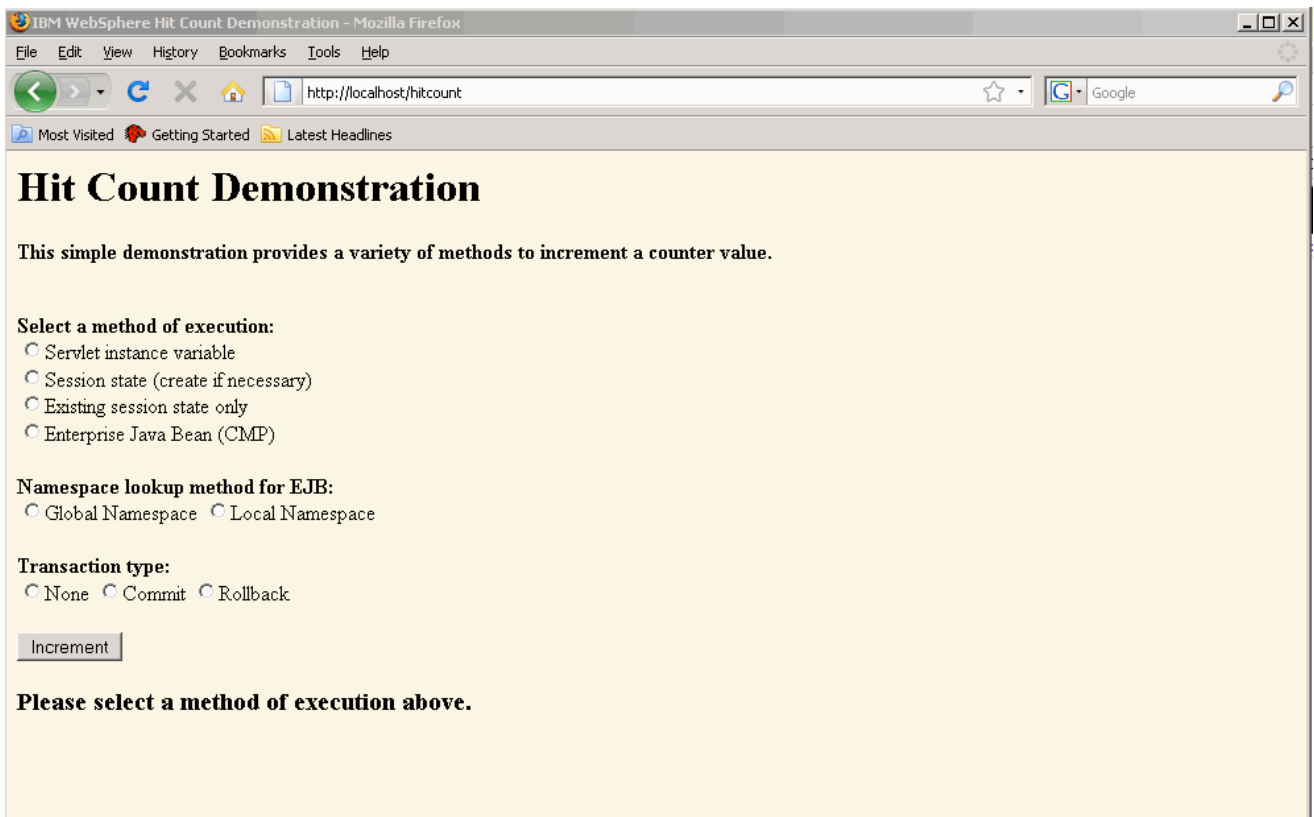 IBM WebSphere Hit Count Demonstration - Mozilla Firefox
File Edit View History Bookmarks Tools Help
http://localhost/hitcount
G Google
Most Visited Getting Started Latest Headlines
Hit Count Demonstration
This simple demonstration provides a variety of methods to increment a counter value.
Select a method of execution:
Servlet instance variable
Session state (create if necessary)
Existing session state only
Enterprise Java Bean (CMP)
Namespace lookup method for EJB:
Global Namespace Local Namespace
Transaction type:
None Commit Rollback
Increment
Please select a method of execution above.